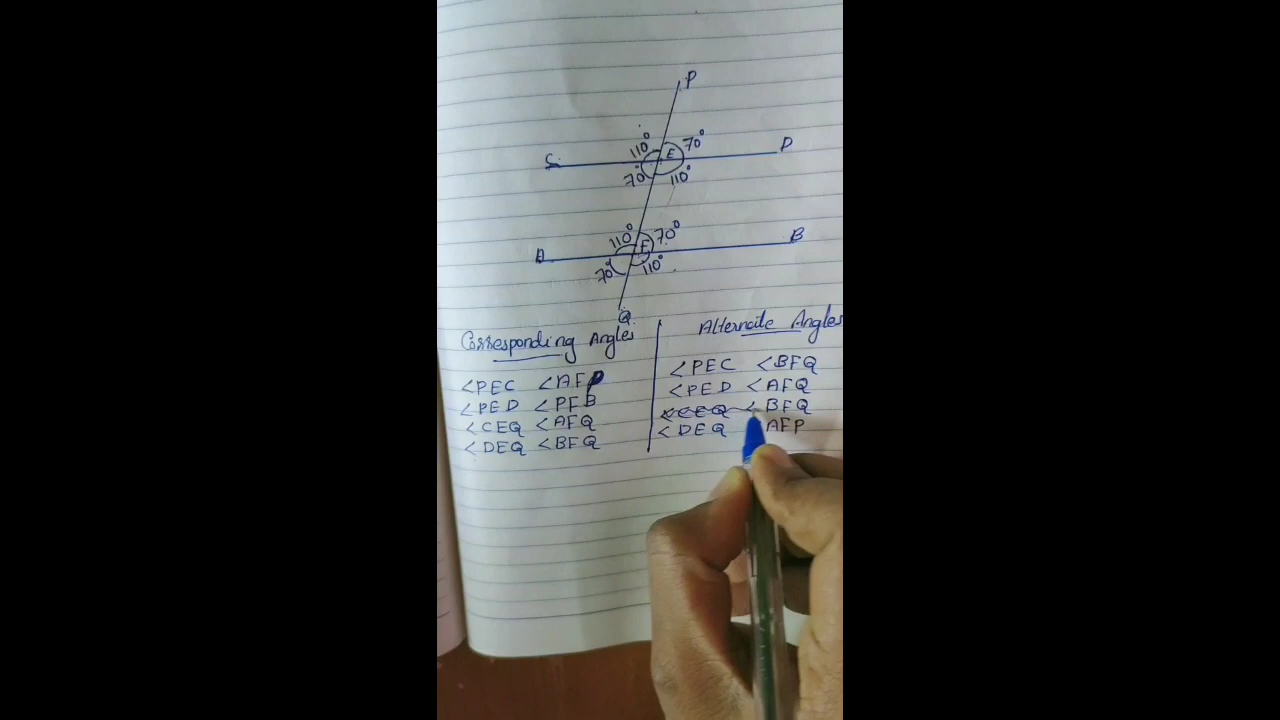 P
110° E 70°
C D
70° 110°
110° F 70°
A B
70° 110°
Q
Corresponding Angles
<PEC <AFP
<PED <PFB
<CEQ <AFQ
<DEQ <BFQ
Alternate Angles
<PEC <BFQ
<PED <AFQ
<CEQ <BFQ
<DEQ AFP